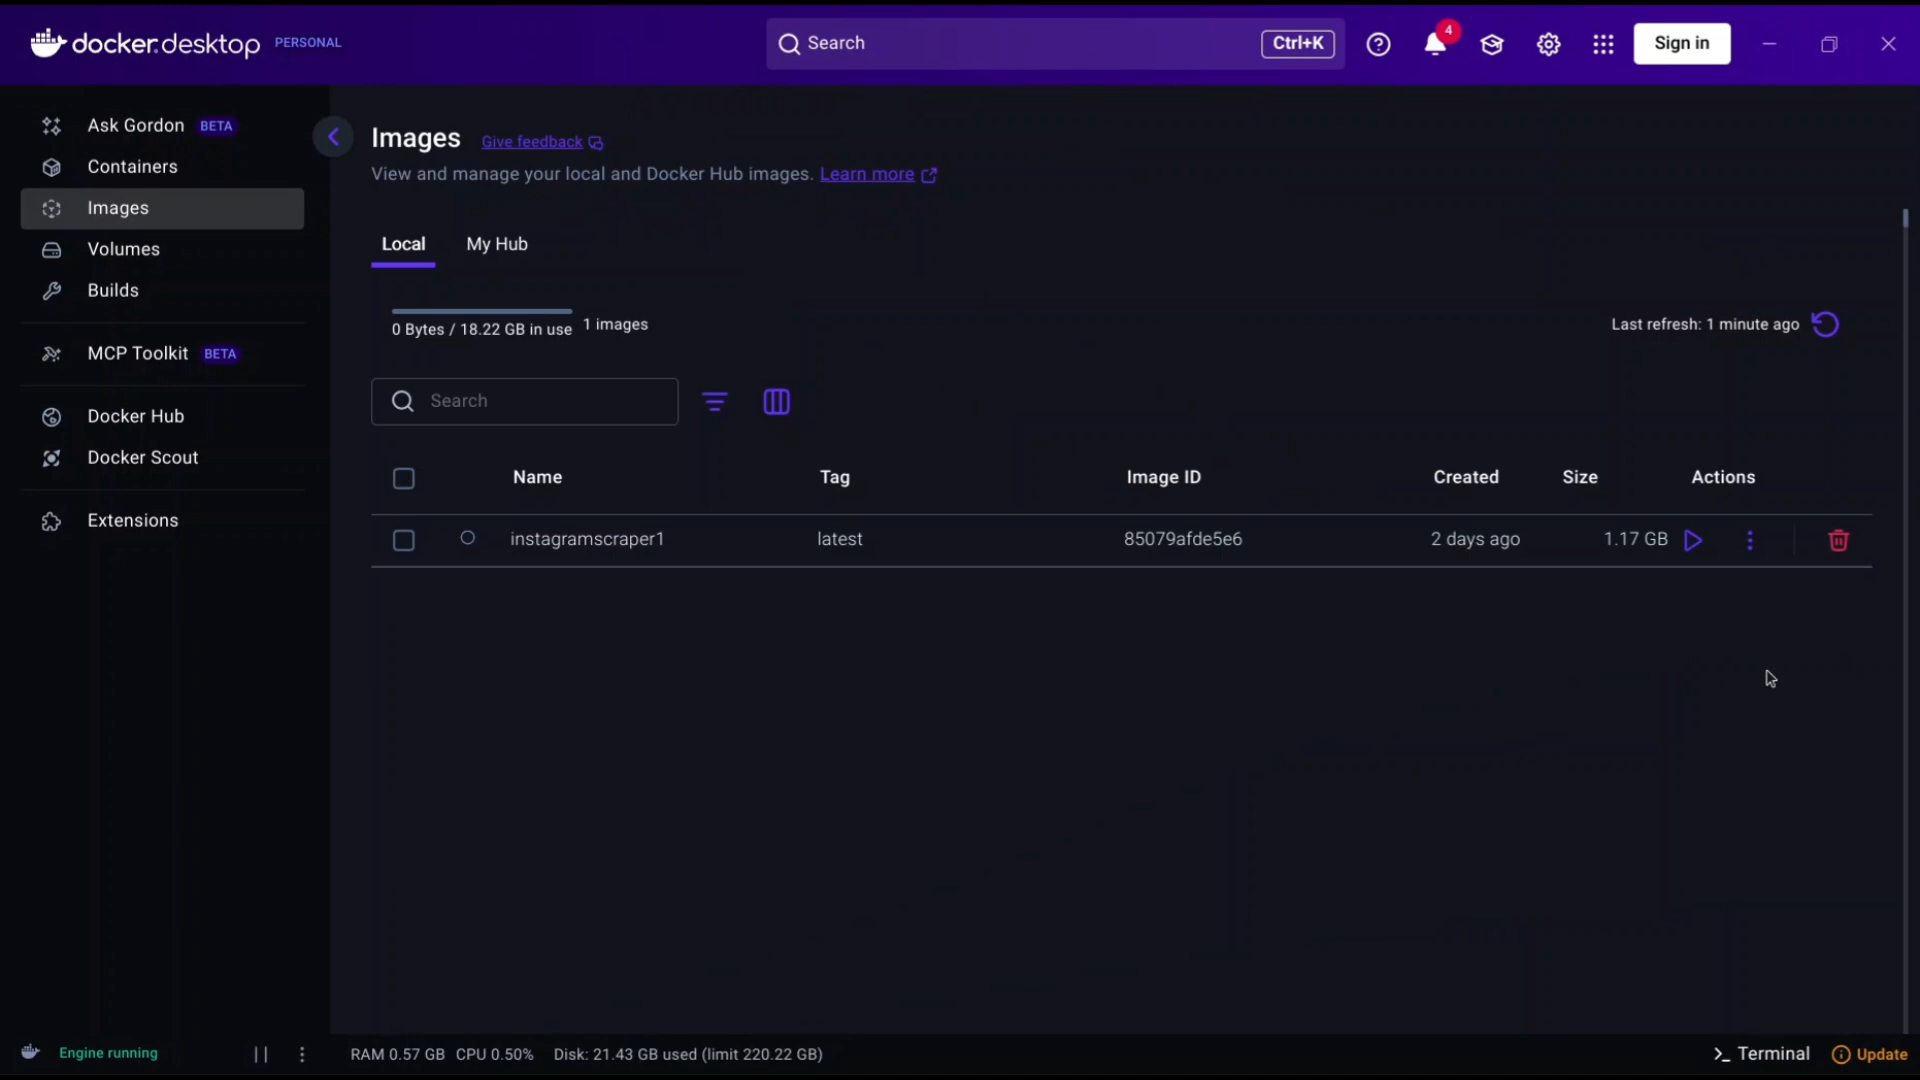 docker.desktop PERSONAL
Search Ctrl+K
4
Sign in
Ask Gordon BETA
Containers
Images
Volumes
Builds
MCP Toolkit BETA
Docker Hub
Docker Scout
Extensions
Images Give feedback
View and manage your local and Docker Hub images. Learn more
Local My Hub
0 Bytes / 18.22 GB in use 1 images
Last refresh: 1 minute ago
Search
Name Tag Image ID Created Size Actions
instagramscraper1 latest 85079afde5e6 2 days ago 1.17 GB
Engine running
RAM 0.57 GB CPU 0.50% Disk: 21.43 GB used (limit 220.22 GB)
>_ Terminal
Update